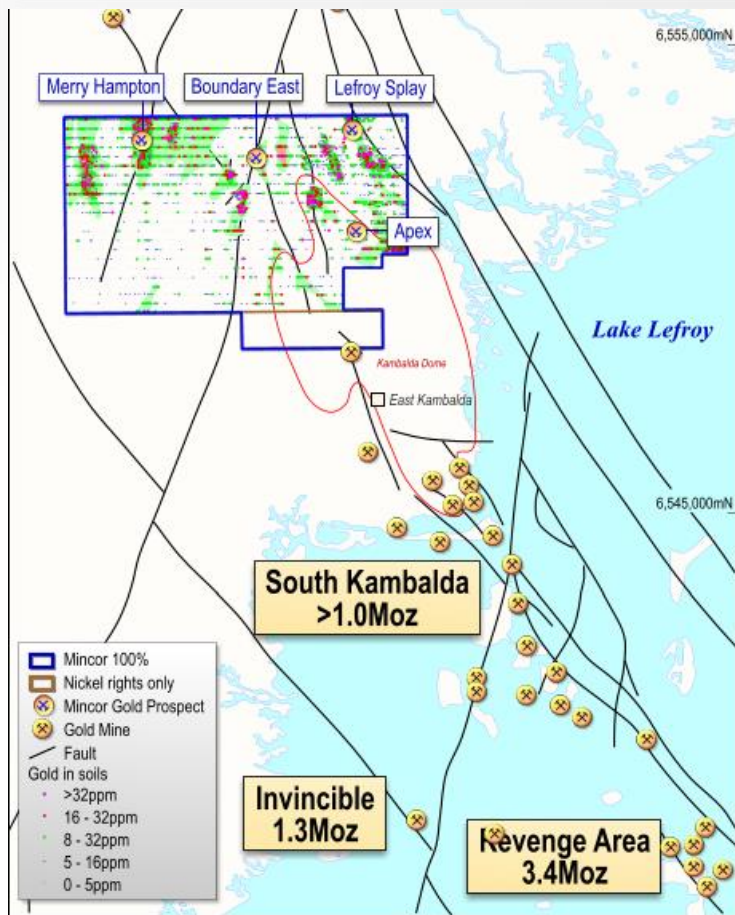 6,555,000mN
Merry Hampton
Boundary East
Lefroy Splay
Apex
Lake Lefroy
Kambalda Dome
East Kambalda
6,545,000mN
South Kambalda
>1.0Moz
Mincor 100%
Nickel rights only
Mincor Gold Prospect
Gold Mine
Fault
Gold in soils
>32ppm
16 - 32ppm
8 - 32ppm
5 - 16ppm
0 - 5ppm
Invincible
1.3Moz
Revenge Area
3.4Moz